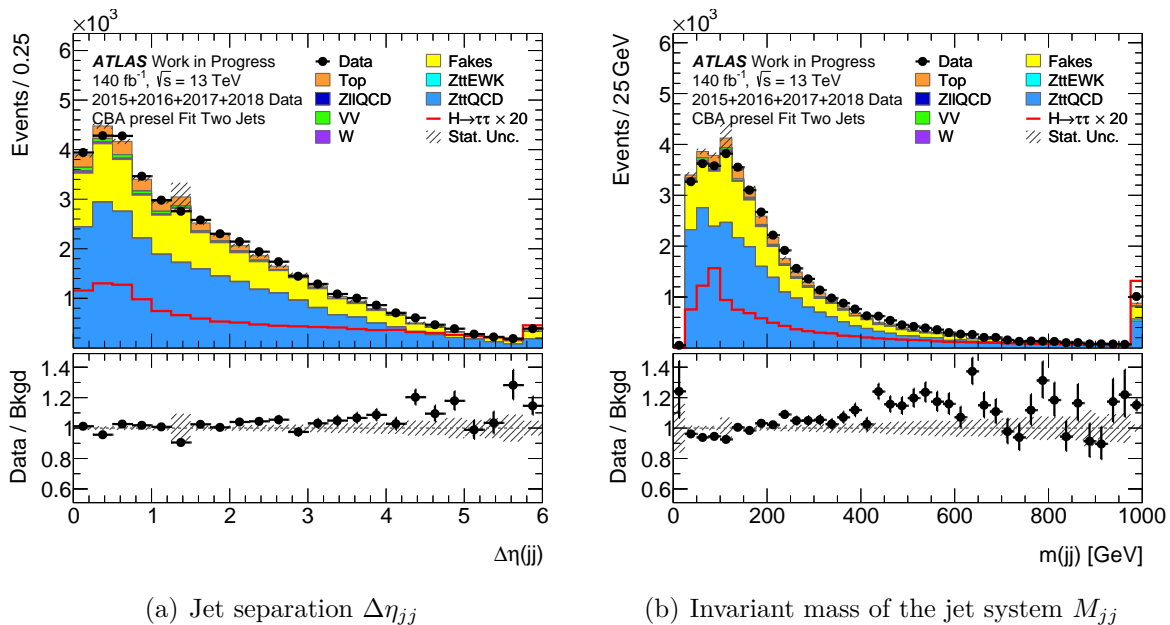 ×10³
Events / 0.25
6
5
4
3
2
1
ATLAS Work in Progress
140 fb⁻¹, √s = 13 TeV
2015+2016+2017+2018 Data
CBA presel Fit Two Jets
Data
Top
ZllQCD
VV
W
Fakes
ZttEWK
ZttQCD
H→ττ × 20
Stat. Unc.
Data / Bkgd
1.4
1.2
1
0.8
0.6
0 1 2 3 4 5 6
Δη(jj)
(a) Jet separation Δηjj
×10³
Events / 25 GeV
6
5
4
3
2
1
ATLAS Work in Progress
140 fb⁻¹, √s = 13 TeV
2015+2016+2017+2018 Data
CBA presel Fit Two Jets
Data
Top
ZllQCD
VV
W
Fakes
ZttEWK
ZttQCD
H→ττ × 20
Stat. Unc.
Data / Bkgd
1.4
1.2
1
0.8
0.6
0 200 400 600 800 1000
m(jj) [GeV]
(b) Invariant mass of the jet system Mjj